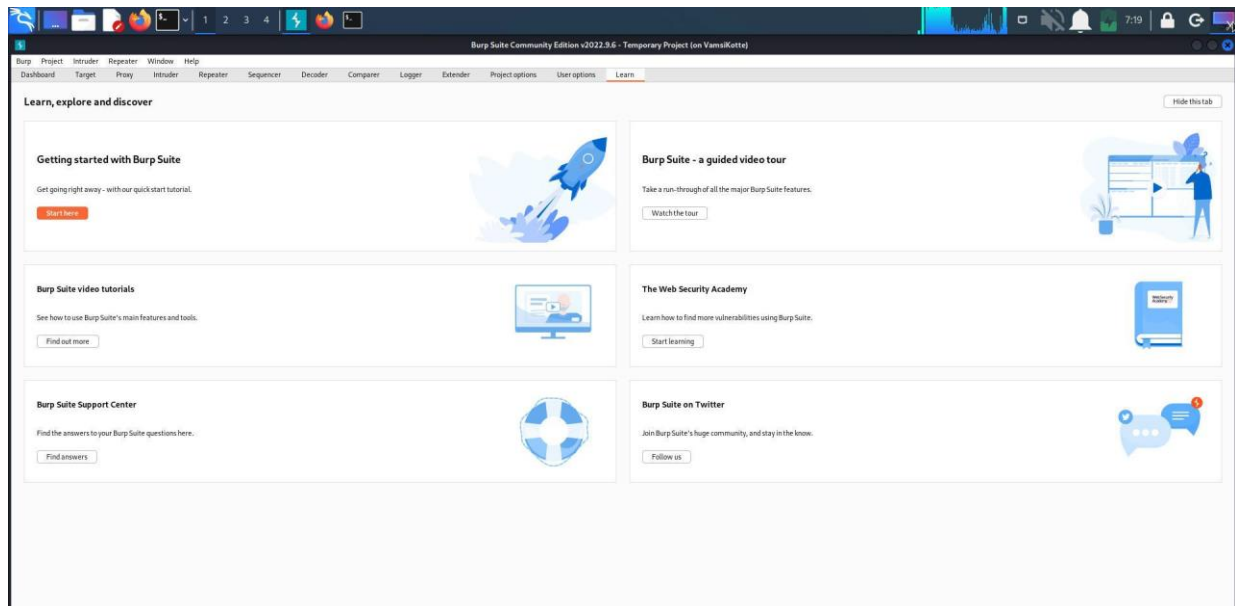 1 2 3 4
7:19
Burp Suite Community Edition v2022.9.6 - Temporary Project (on VamsiKotte)
Burp Project Intruder Repeater Window Help
Dashboard Target Proxy Intruder Repeater Sequencer Decoder Comparer Logger Extender Project options User options Learn
Learn, explore and discover
Hide this tab
Getting started with Burp Suite
Get going right away - with our quick start tutorial.
Start here
Burp Suite - a guided video tour
Take a run-through of all the major Burp Suite features.
Watch the tour
Burp Suite video tutorials
See how to use Burp Suite's main features and tools.
Find out more
The Web Security Academy
Learn how to find more vulnerabilities using Burp Suite.
Start learning
WebSecurity
Academy
Burp Suite Support Center
Find the answers to your Burp Suite questions here.
Find answers
Burp Suite on Twitter
Join Burp Suite's huge community, and stay in the know.
Follow us